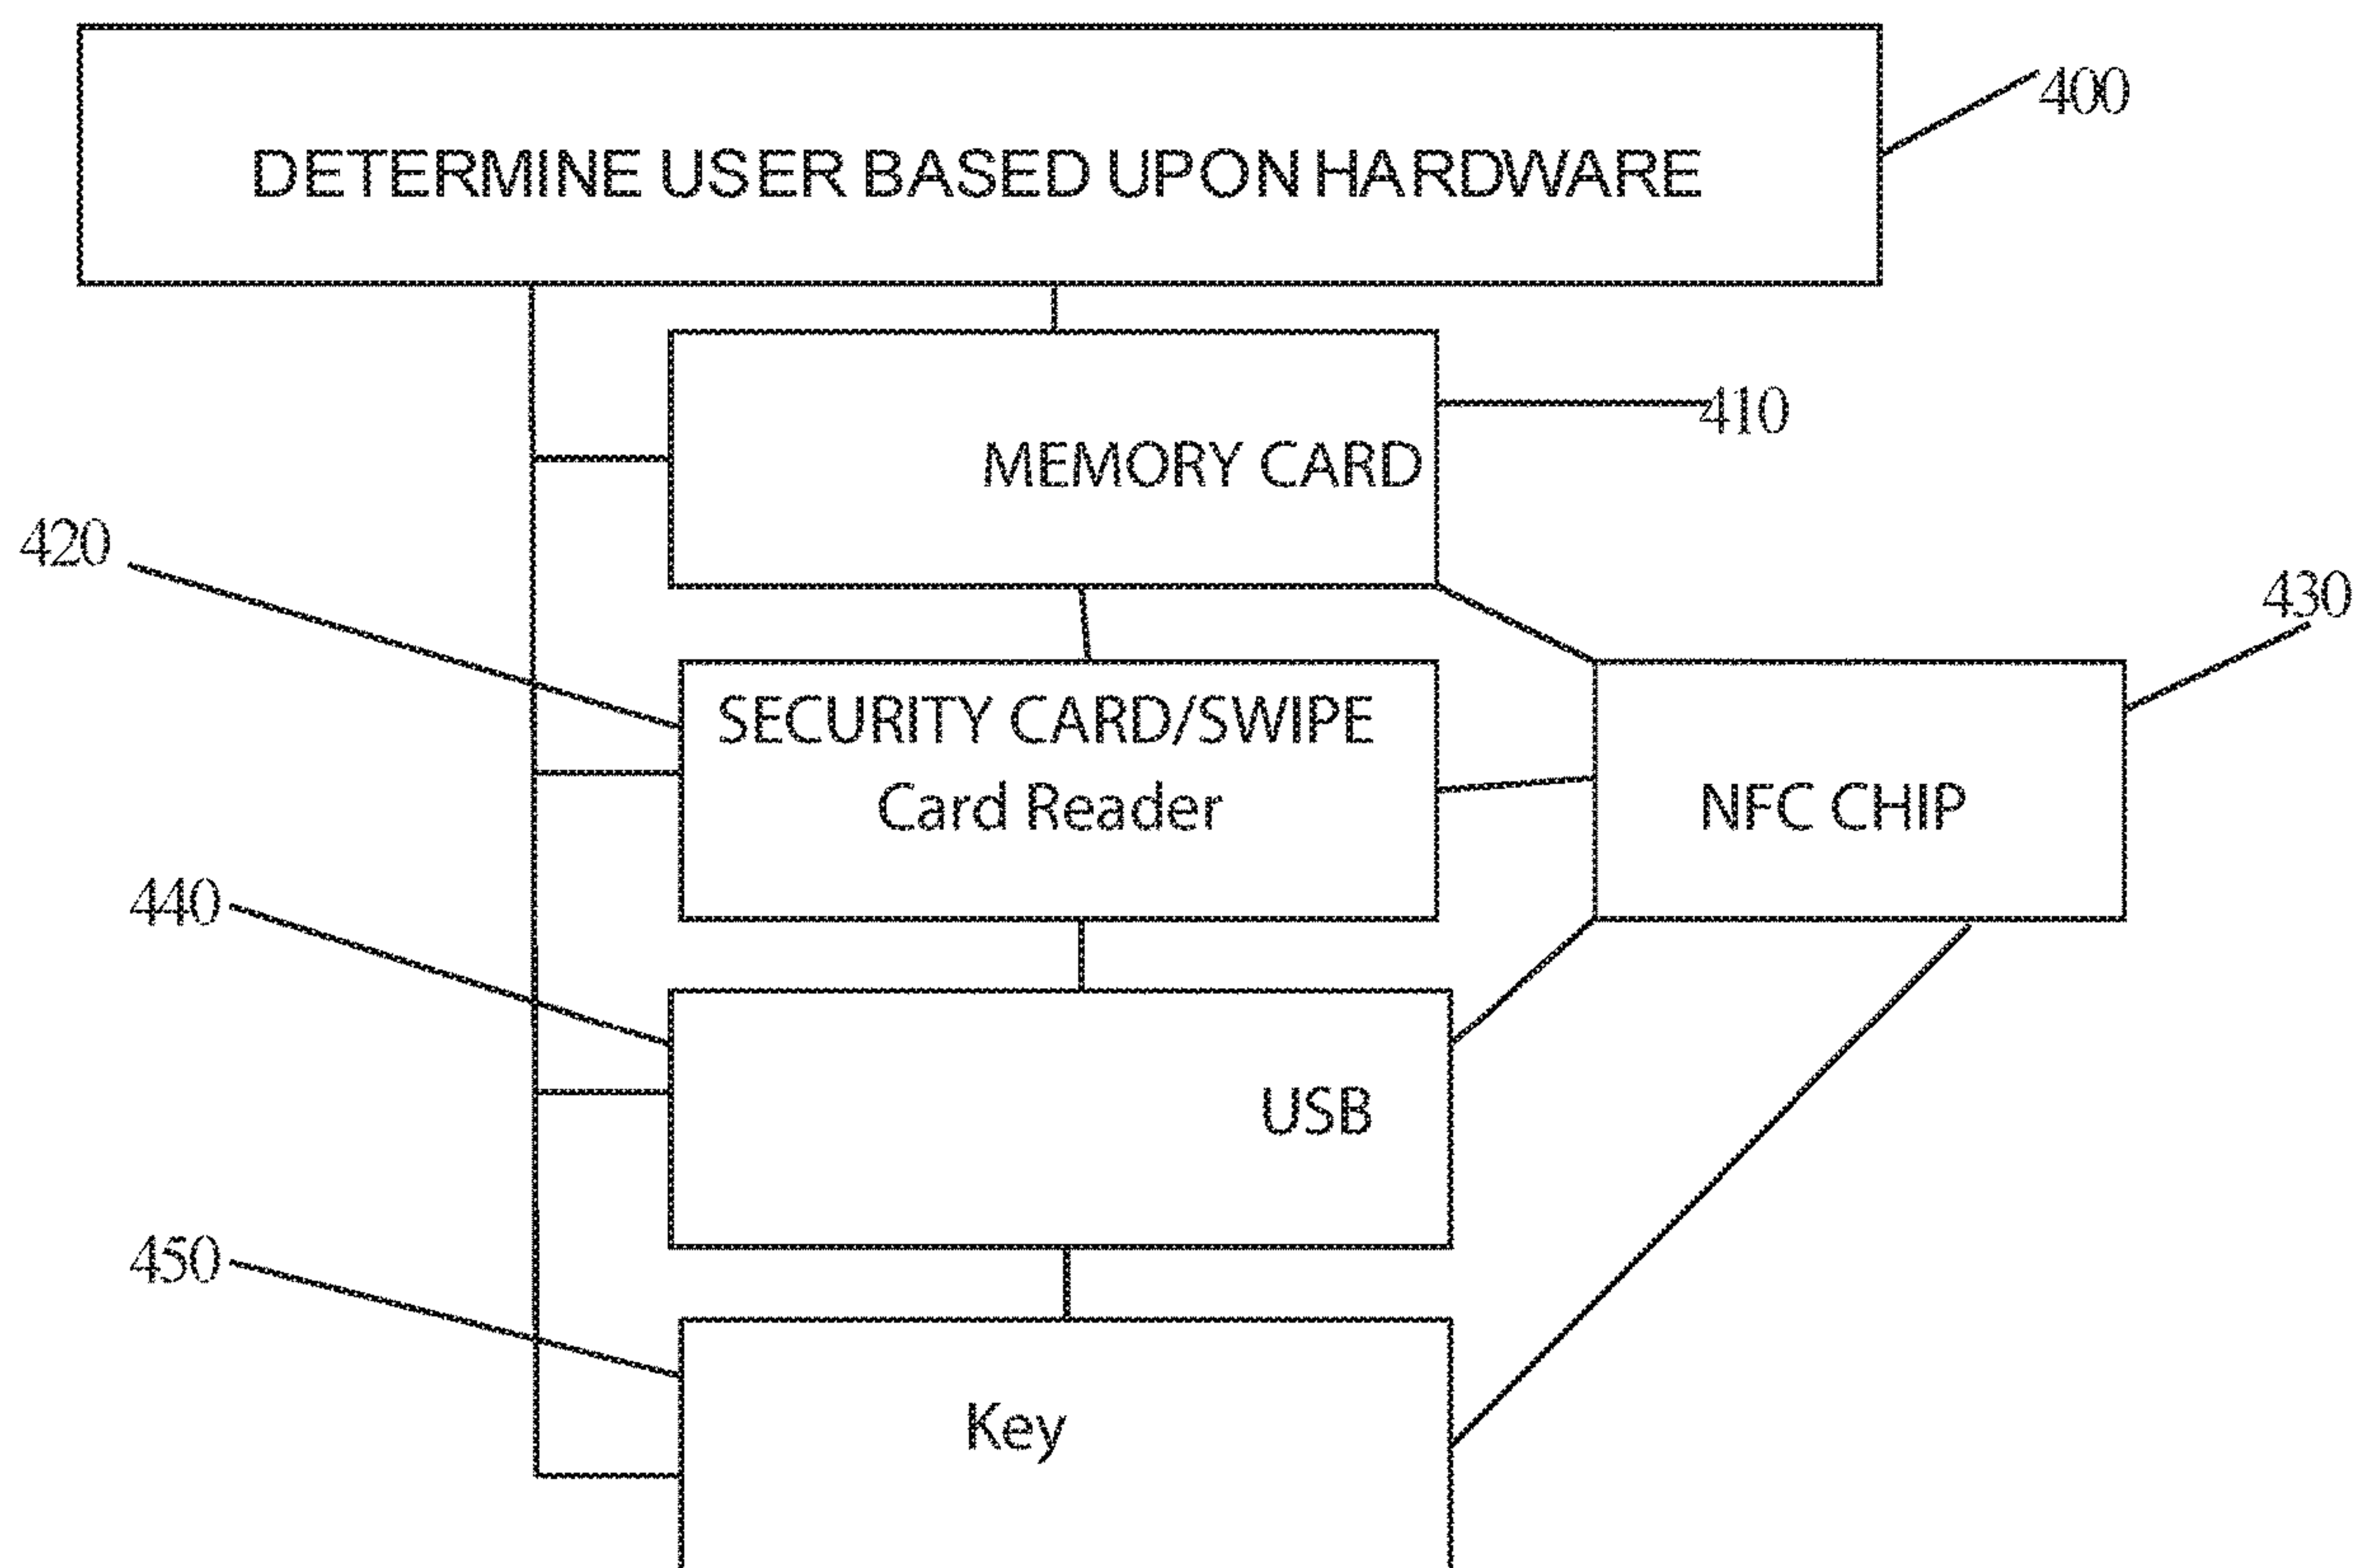 400
DETERMINE USER BASED UPON HARDWARE
410
MEMORY CARD
420
430
SECURITY CARD/SWIPE
Card Reader
NFC CHIP
440
USB
450
Key